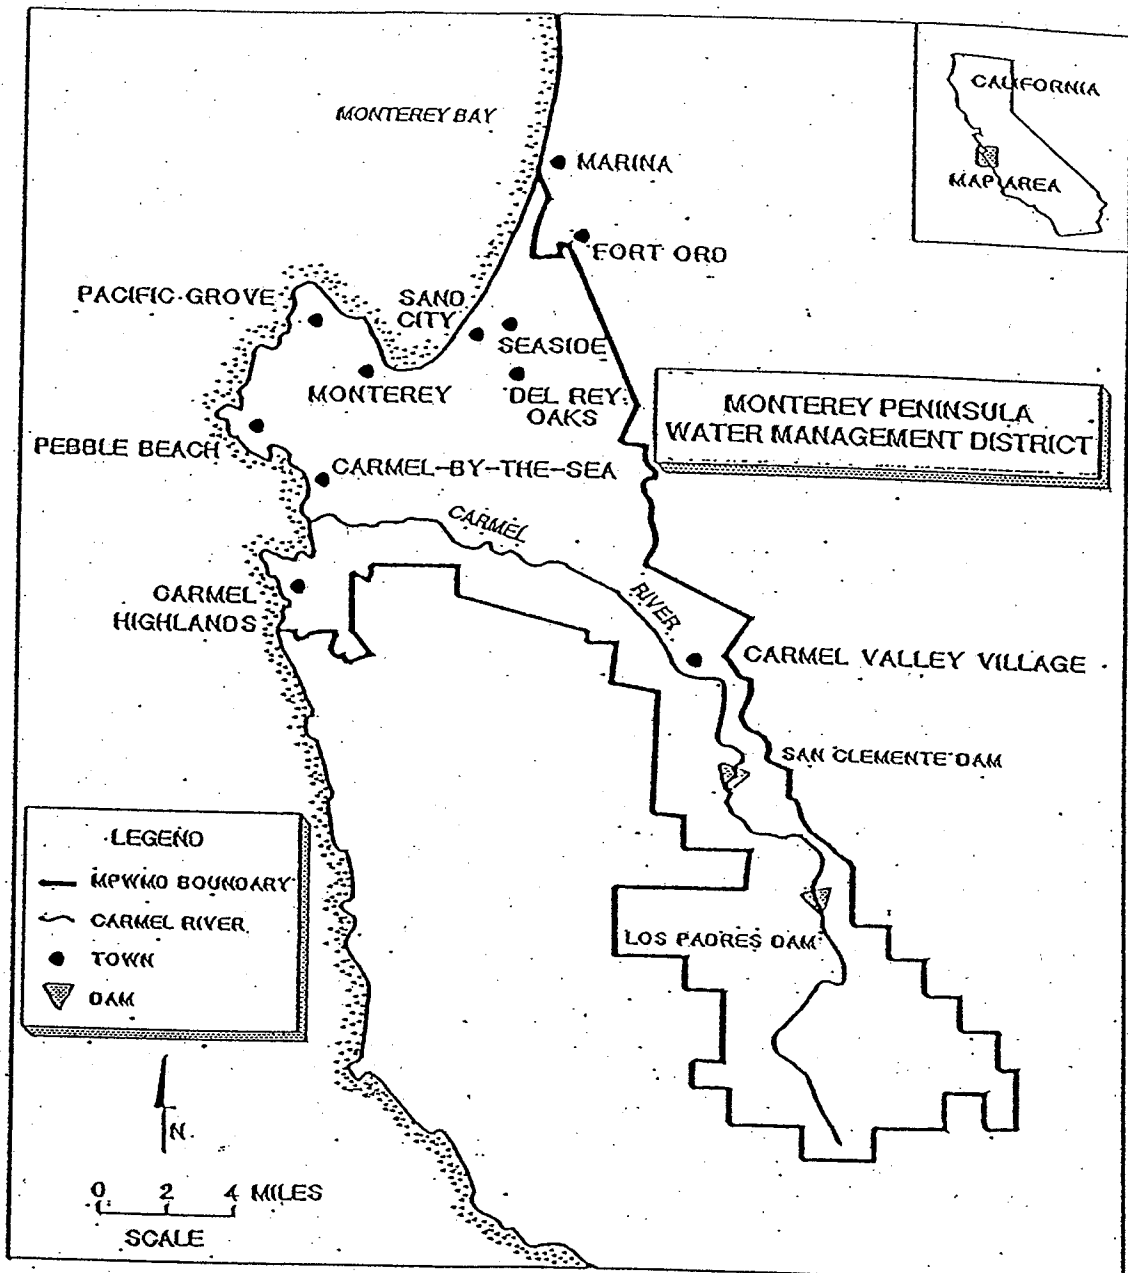 MONTEREY BAY
CALIFORNIA
MAP AREA
MARINA
FORT ORD
PACIFIC GROVE
SAND
CITY
SEASIDE
MONTEREY
DEL REY
OAKS
MONTEREY PENINSULA
WATER MANAGEMENT DISTRICT
PEBBLE BEACH
CARMEL-BY-THE-SEA
CARMEL
RIVER
CARMEL
HIGHLANDS
CARMEL VALLEY VILLAGE
SAN CLEMENTE DAM
LOS PADRES DAM
LEGEND
MPWMD BOUNDARY
CARMEL RIVER
TOWN
DAM
N
0 2 4 MILES
SCALE